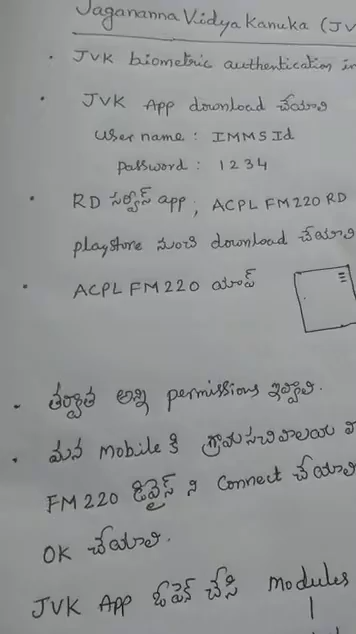 Jagananna Vidya Kanuka (JV
• JVK biometric authentication in
• JVK App download చేయాలి
user name : IMMS Id
password : 1234
• RD సర్వీస్ app ; ACPL FM220 RD
playstore నుంచి download చేయాలి
• ACPL FM220 యాప్
• తర్వాత అన్ని permissions ఇవ్వాలి.
• మన mobile కి గ్రామ సచివాలయ
FM 220 డివైస్ ని connect చేయాలి
OK చేయాలి.
JVK App ఓపెన్ చేసి modules